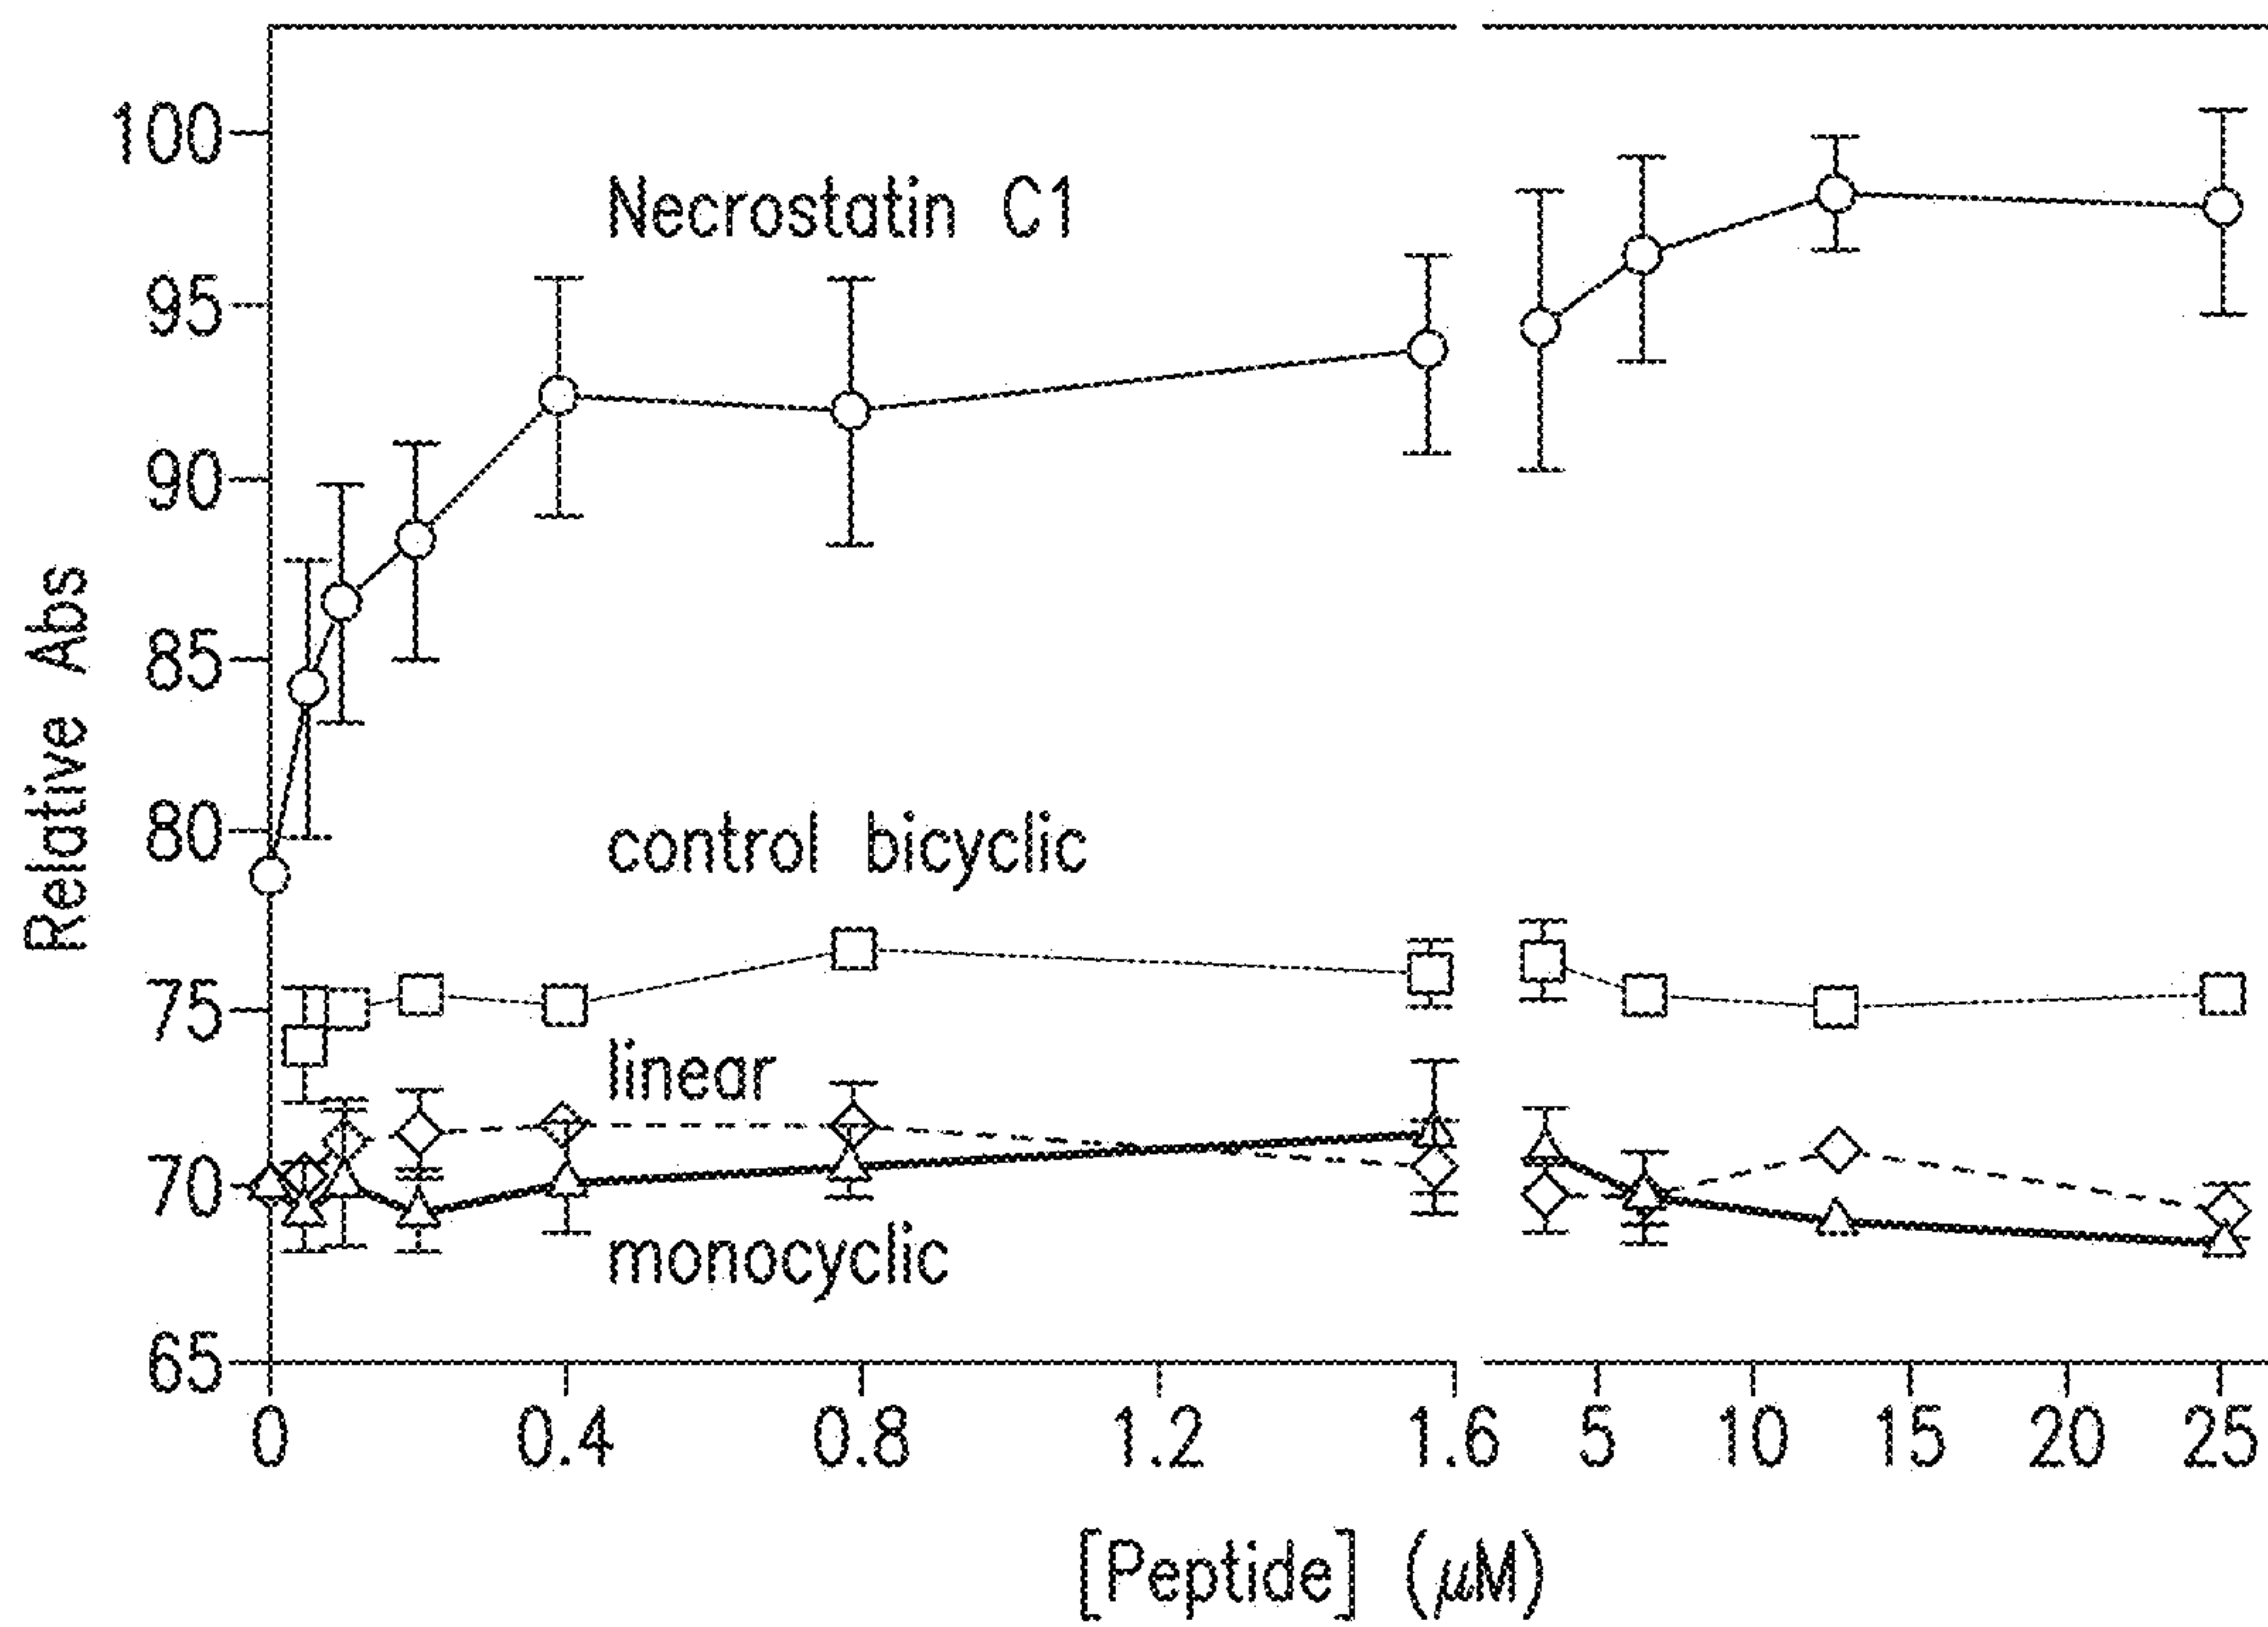 100
Necrostatin C1
95
90
85
80
control bicyclic
75
linear
70
monocyclic
65
0 0.4 0.8 1.2 1.6 5 10 15 20 25
Relative Abs
[Peptide] (μM)